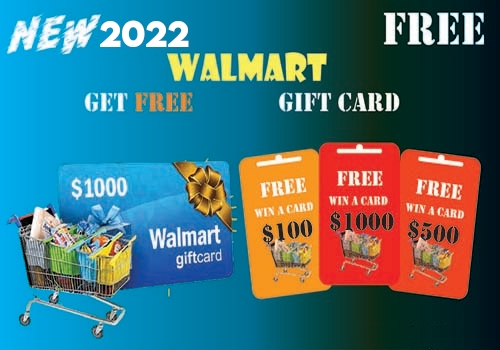 NEW 2022
FREE
WALMART
GET FREE GIFT CARD
$1000
Walmart
giftcard
FREE
WIN A CARD
$100
FREE
WIN A CARD
$1000
FREE
WIN A CARD
$500